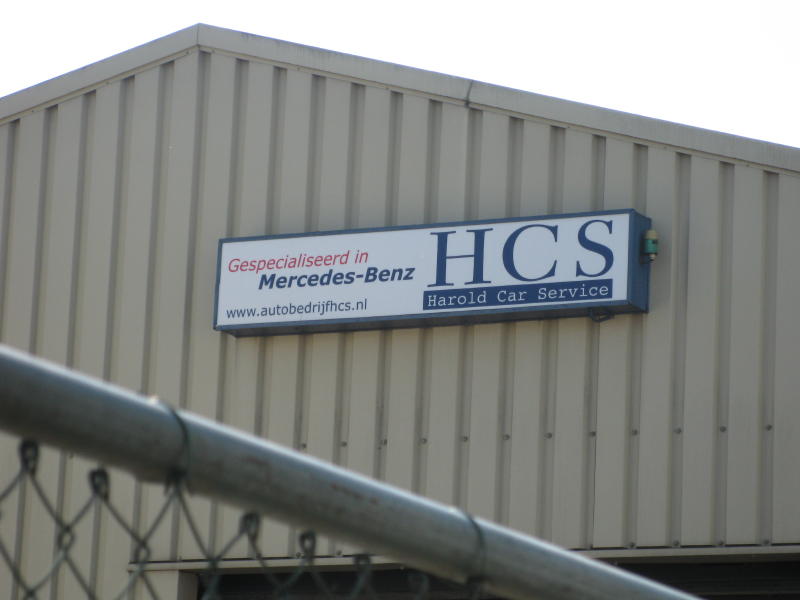 Gespecialiseerd in
Mercedes-Benz
www.autobedrijfhcs.nl
HCS
Harold Car Service